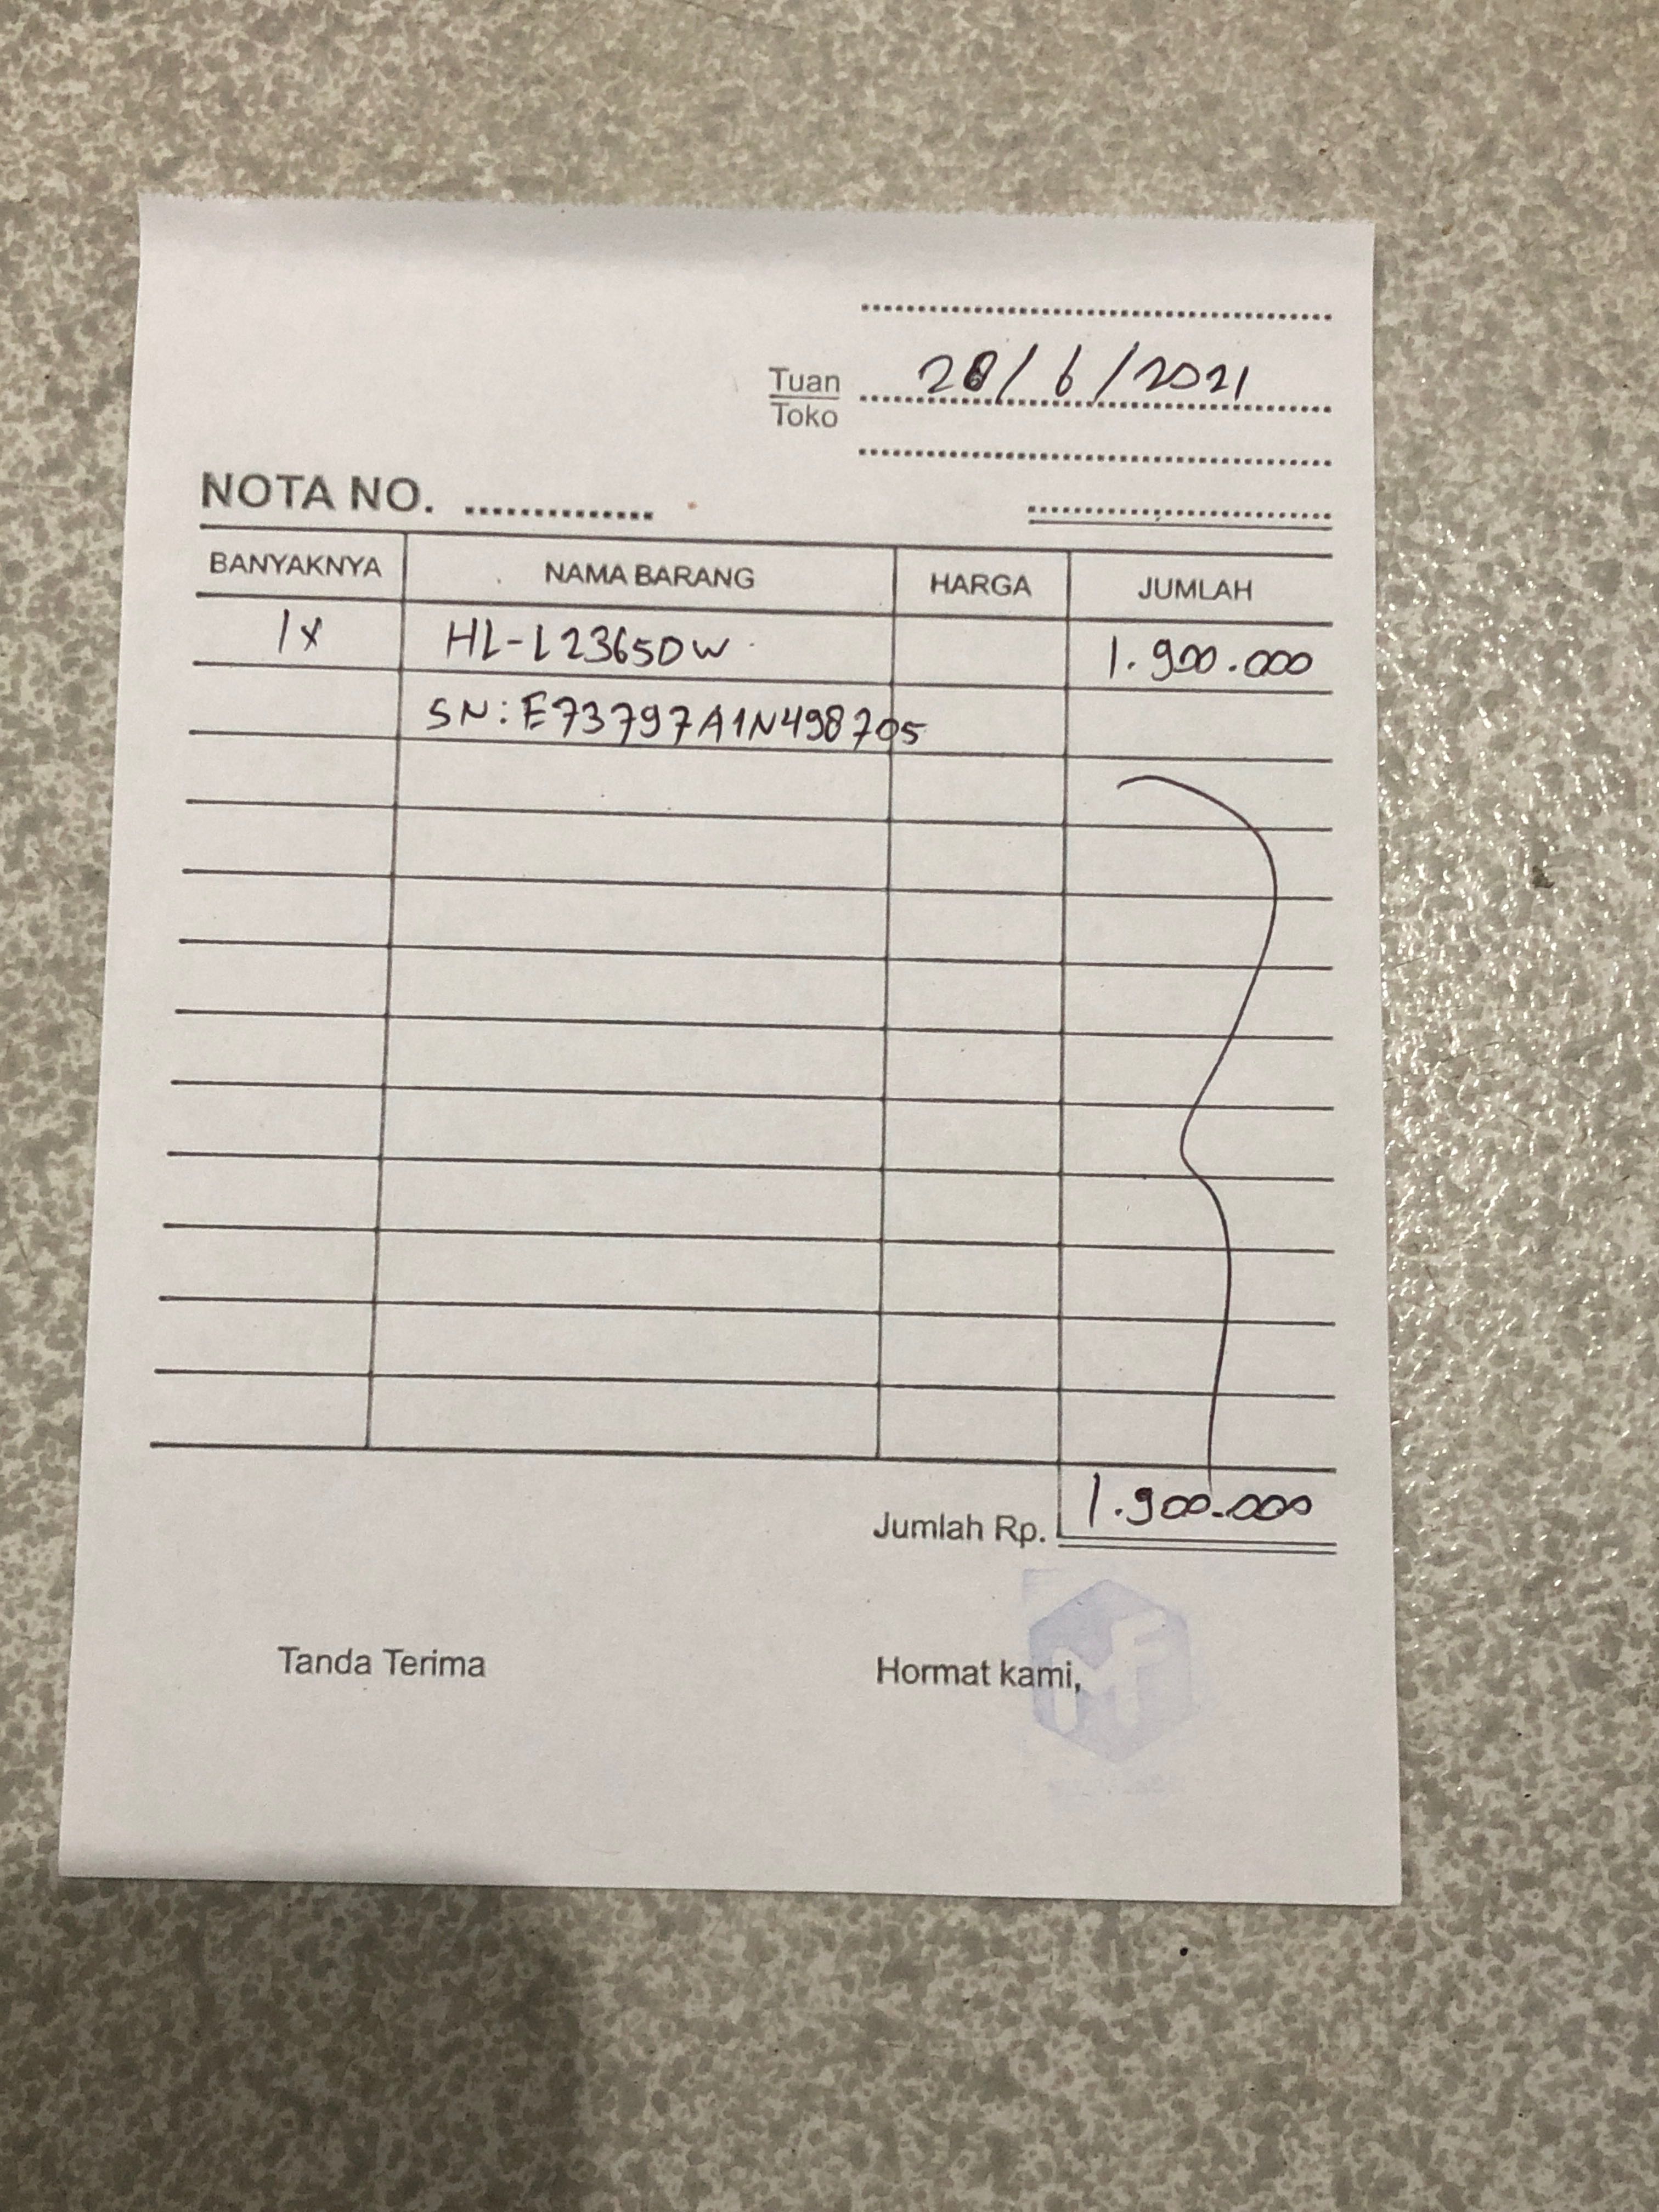 28/6/2021
Tuan
Toko
NOTA NO.
BANYAKNYA NAMA BARANG HARGA JUMLAH
1x HL-L2365DW 1.900.000
SN: E73797A1N498705
Jumlah Rp. 1.900.000
Tanda Terima Hormat kami,